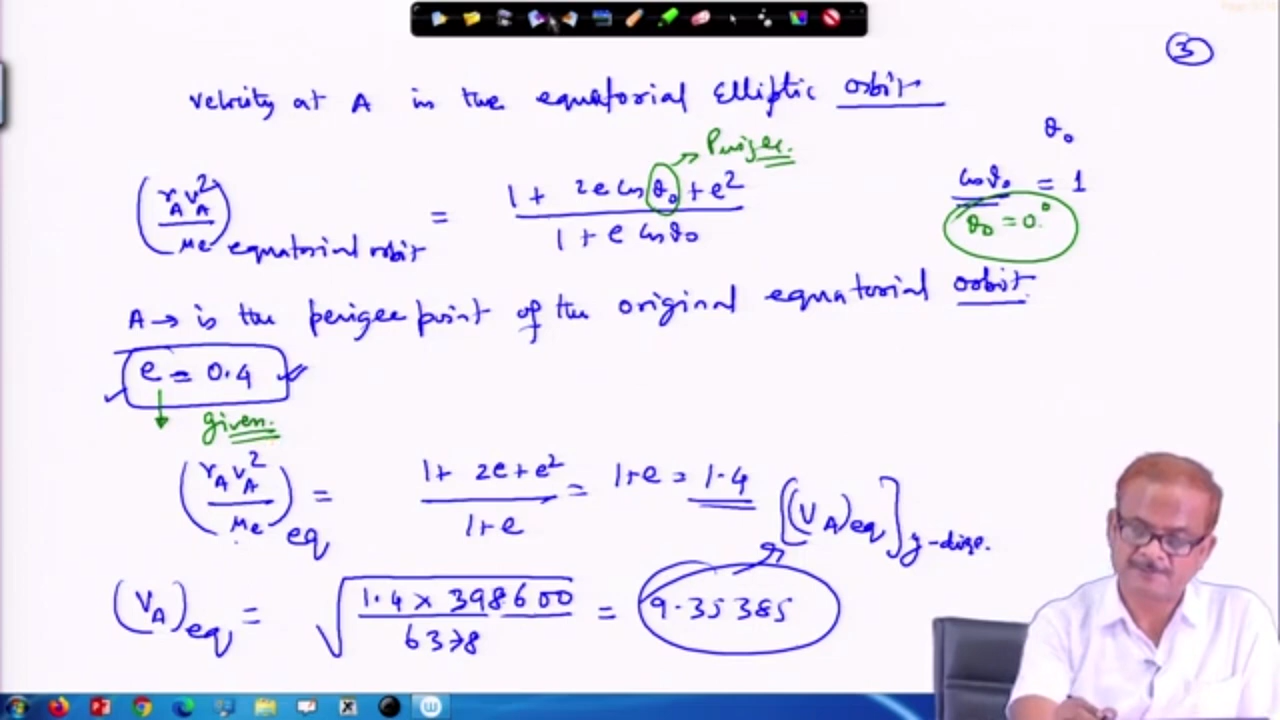 ③
velocity at A in the equatorial Elliptic orbit
θ₀
(r_A v_A² / μₑ) equatorial orbit = (1 + 2e cos θ₀ + e²) / (1 + e cos θ₀)
→ Perigee.
cos θ₀ = 1
θ₀ = 0°
A → is the perigee point of the original equatorial orbit.
e = 0.4
given.
(r_A v_A² / μₑ)eq = (1 + 2e + e²) / (1+e) = 1+e = 1.4
[(V_A)eq] y-dirⁿ.
(V_A)eq = √(1.4 × 398600 / 6378) = 9.35385